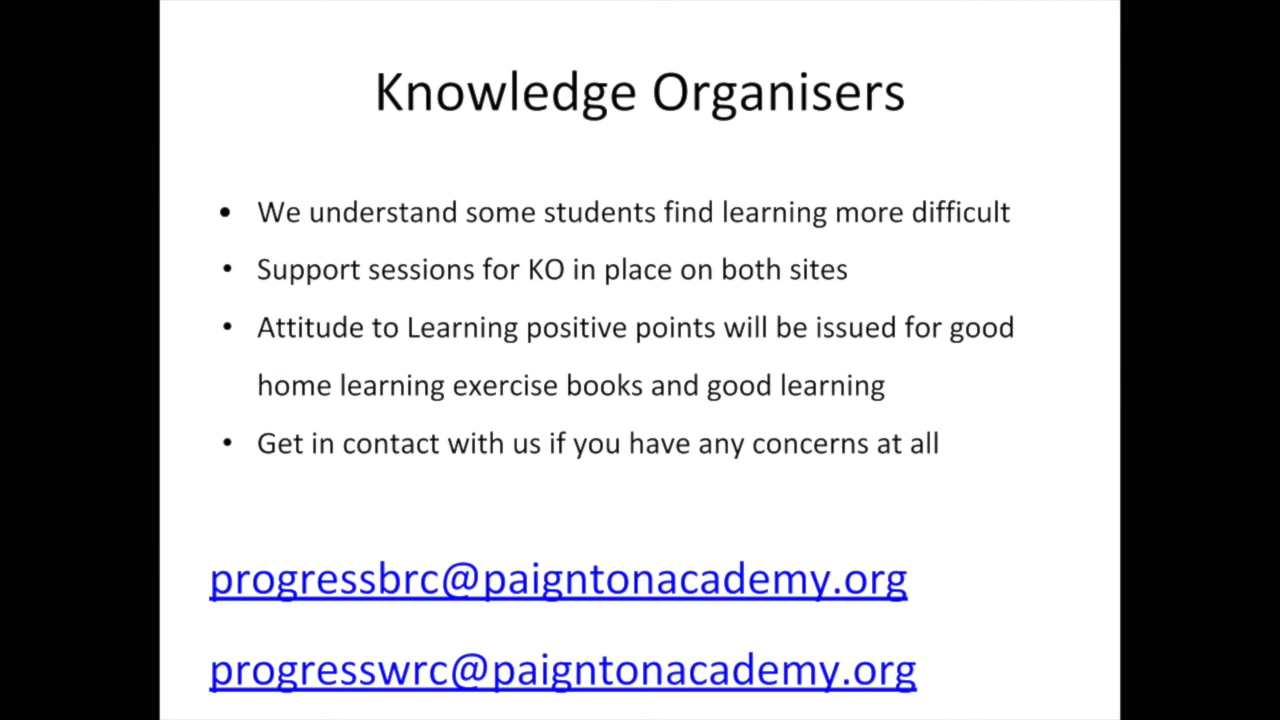 Knowledge Organisers
• We understand some students find learning more difficult
• Support sessions for KO in place on both sites
• Attitude to Learning positive points will be issued for good
home learning exercise books and good learning
• Get in contact with us if you have any concerns at all
progressbrc@paigntonacademy.org
progresswrc@paigntonacademy.org